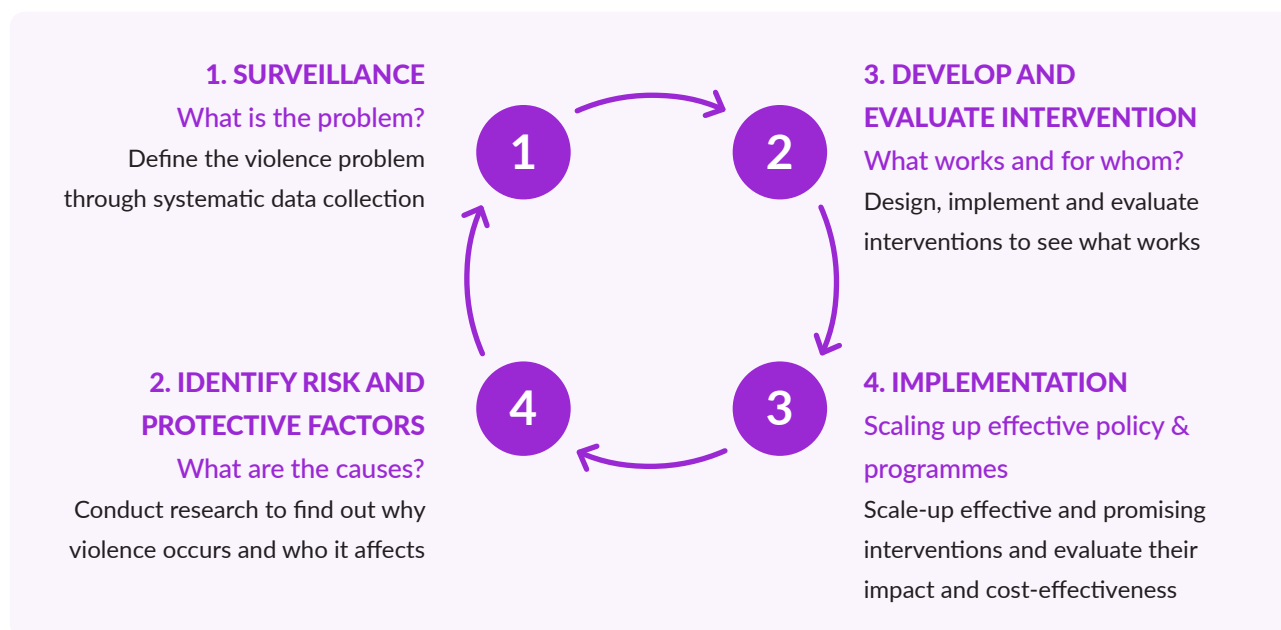 1. SURVEILLANCE
What is the problem?
Define the violence problem
through systematic data collection
1
2
3. DEVELOP AND
EVALUATE INTERVENTION
What works and for whom?
Design, implement and evaluate
interventions to see what works
2. IDENTIFY RISK AND
PROTECTIVE FACTORS
What are the causes?
Conduct research to find out why
violence occurs and who it affects
4
3
4. IMPLEMENTATION
Scaling up effective policy &
programmes
Scale-up effective and promising
interventions and evaluate their
impact and cost-effectiveness